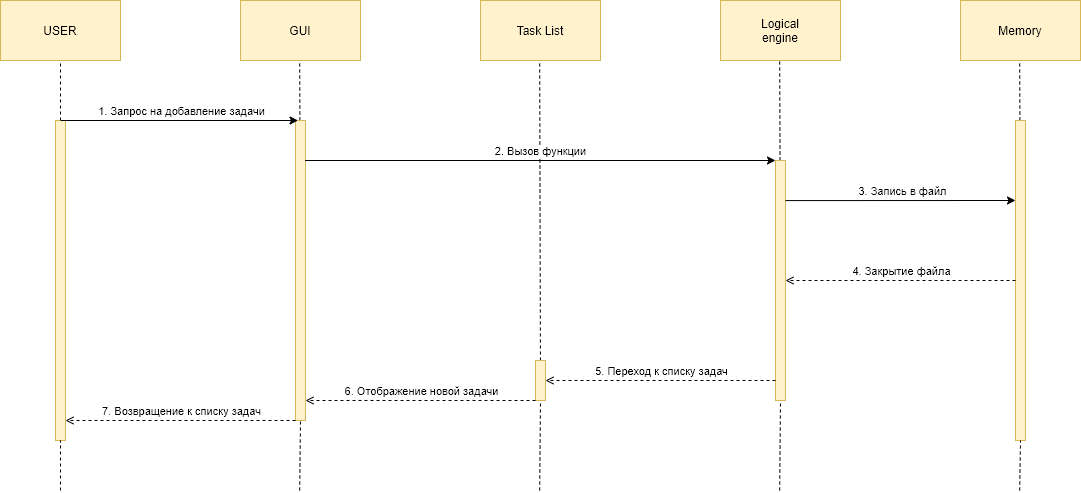 USER
GUI
Task List
Logical
engine
Memory
1. Запрос на добавление задачи
2. Вызов функции
3. Запись в файл
4. Закрытие файла
5. Переход к списку задач
6. Отображение новой задачи
7. Возвращение к списку задач